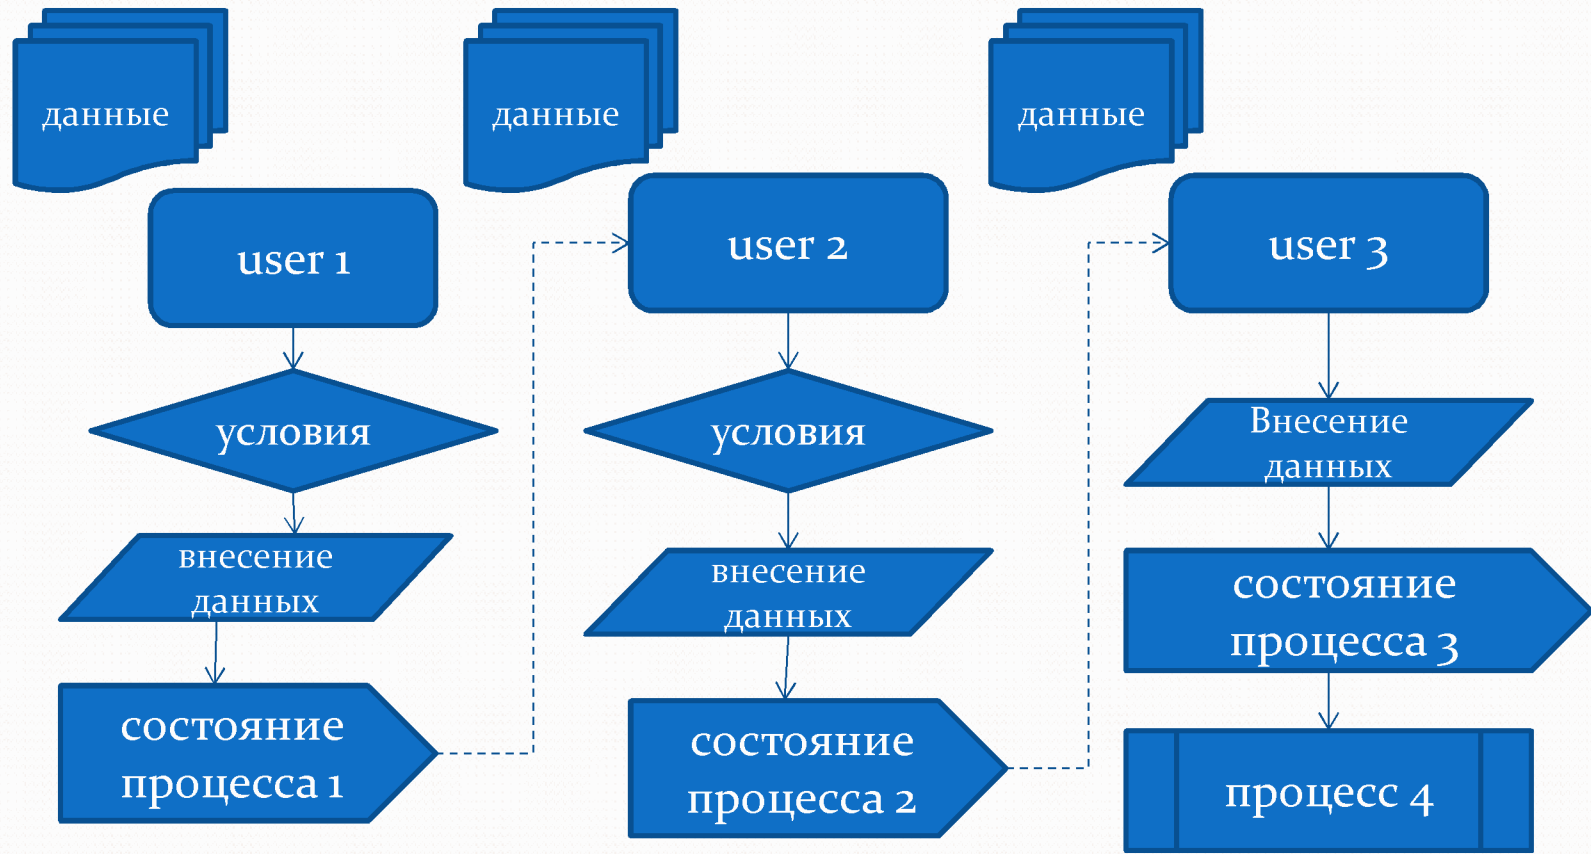 данные
user 1
условия
внесение
данных
состояние
процесса 1
данные
user 2
условия
внесение
данных
состояние
процесса 2
данные
user 3
Внесение
данных
состояние
процесса 3
процесс 4